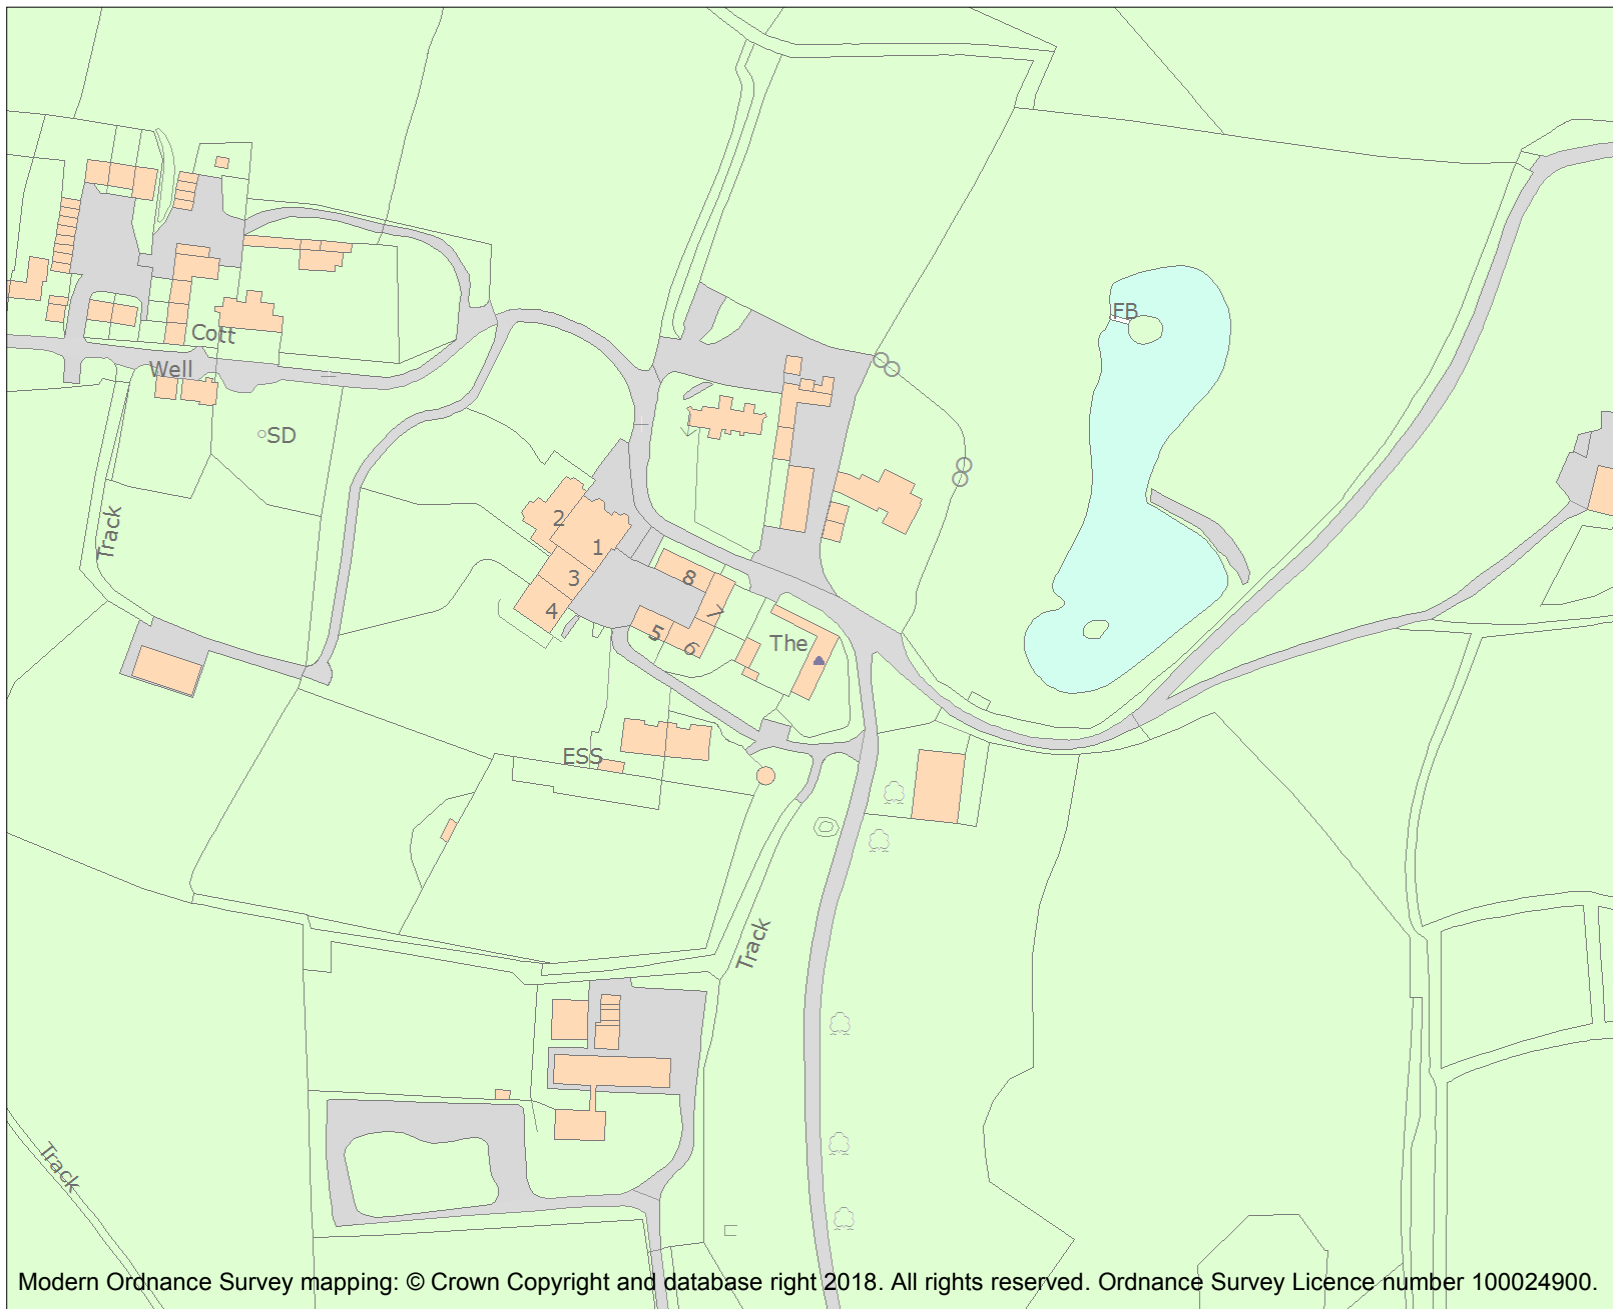 FB
Cott
Well
SD
Track
2
1
3
4
8
7
5
6
The
ESS
Track
Track
Modern Ordnance Survey mapping: © Crown Copyright and database right 2018. All rights reserved. Ordnance Survey Licence number 100024900.